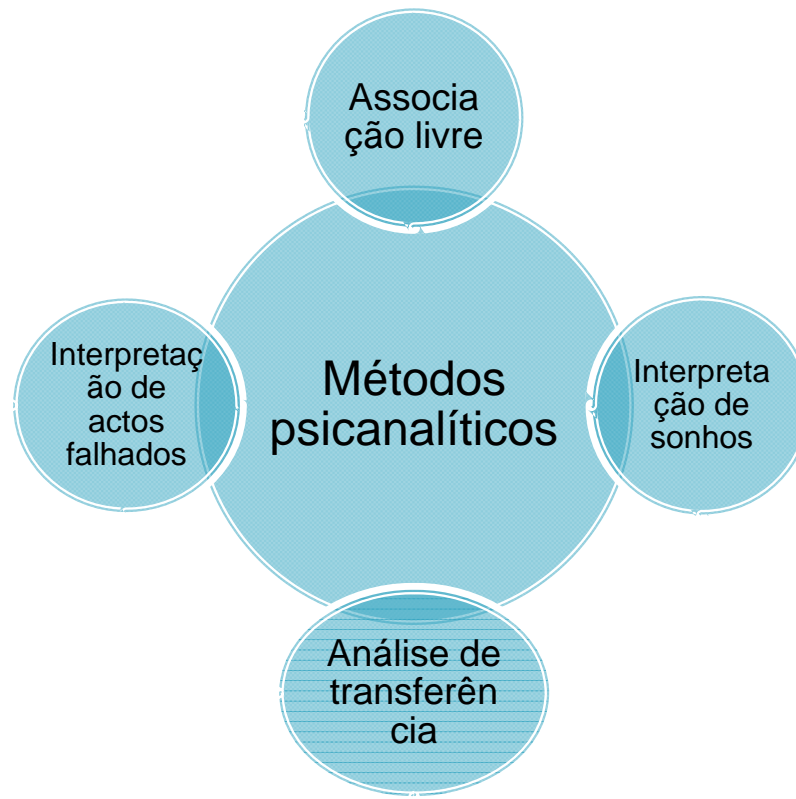 Associa
ção livre
Interpretaç
ão de
actos
falhados
Métodos
psicanalíticos
Interpreta
ção de
sonhos
Análise de
transferên
cia